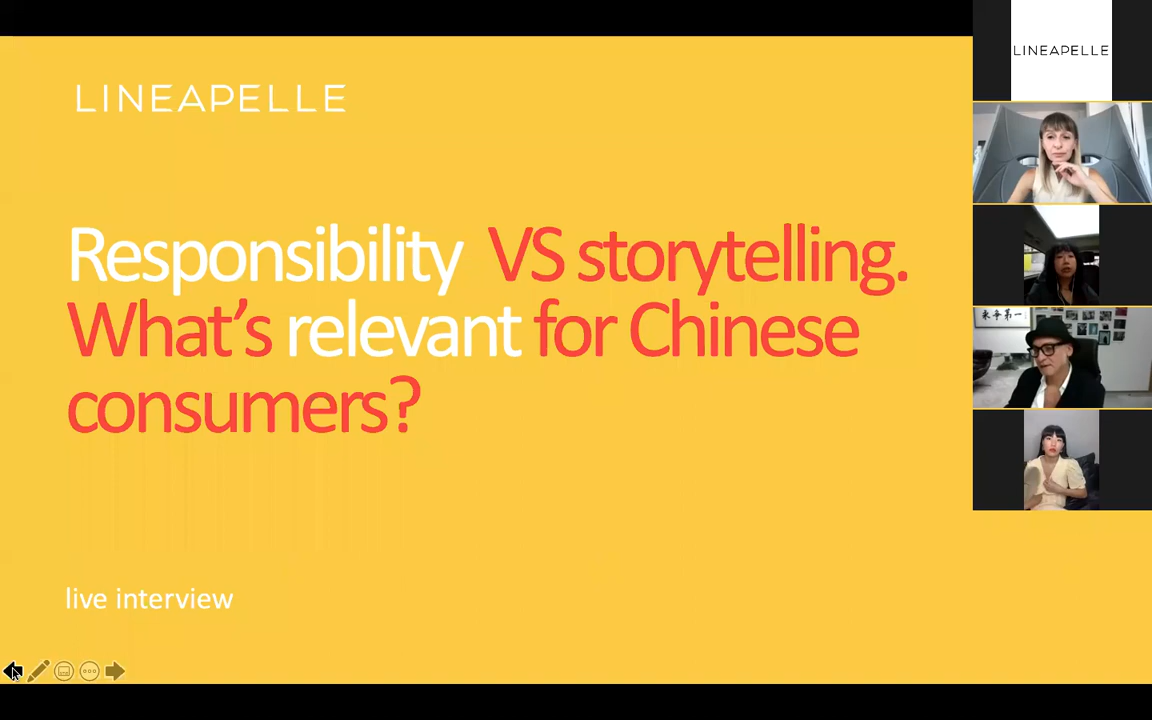 LINEAPELLE
Responsibility VS storytelling.
What's relevant for Chinese
consumers?
live interview
LINEAPELLE